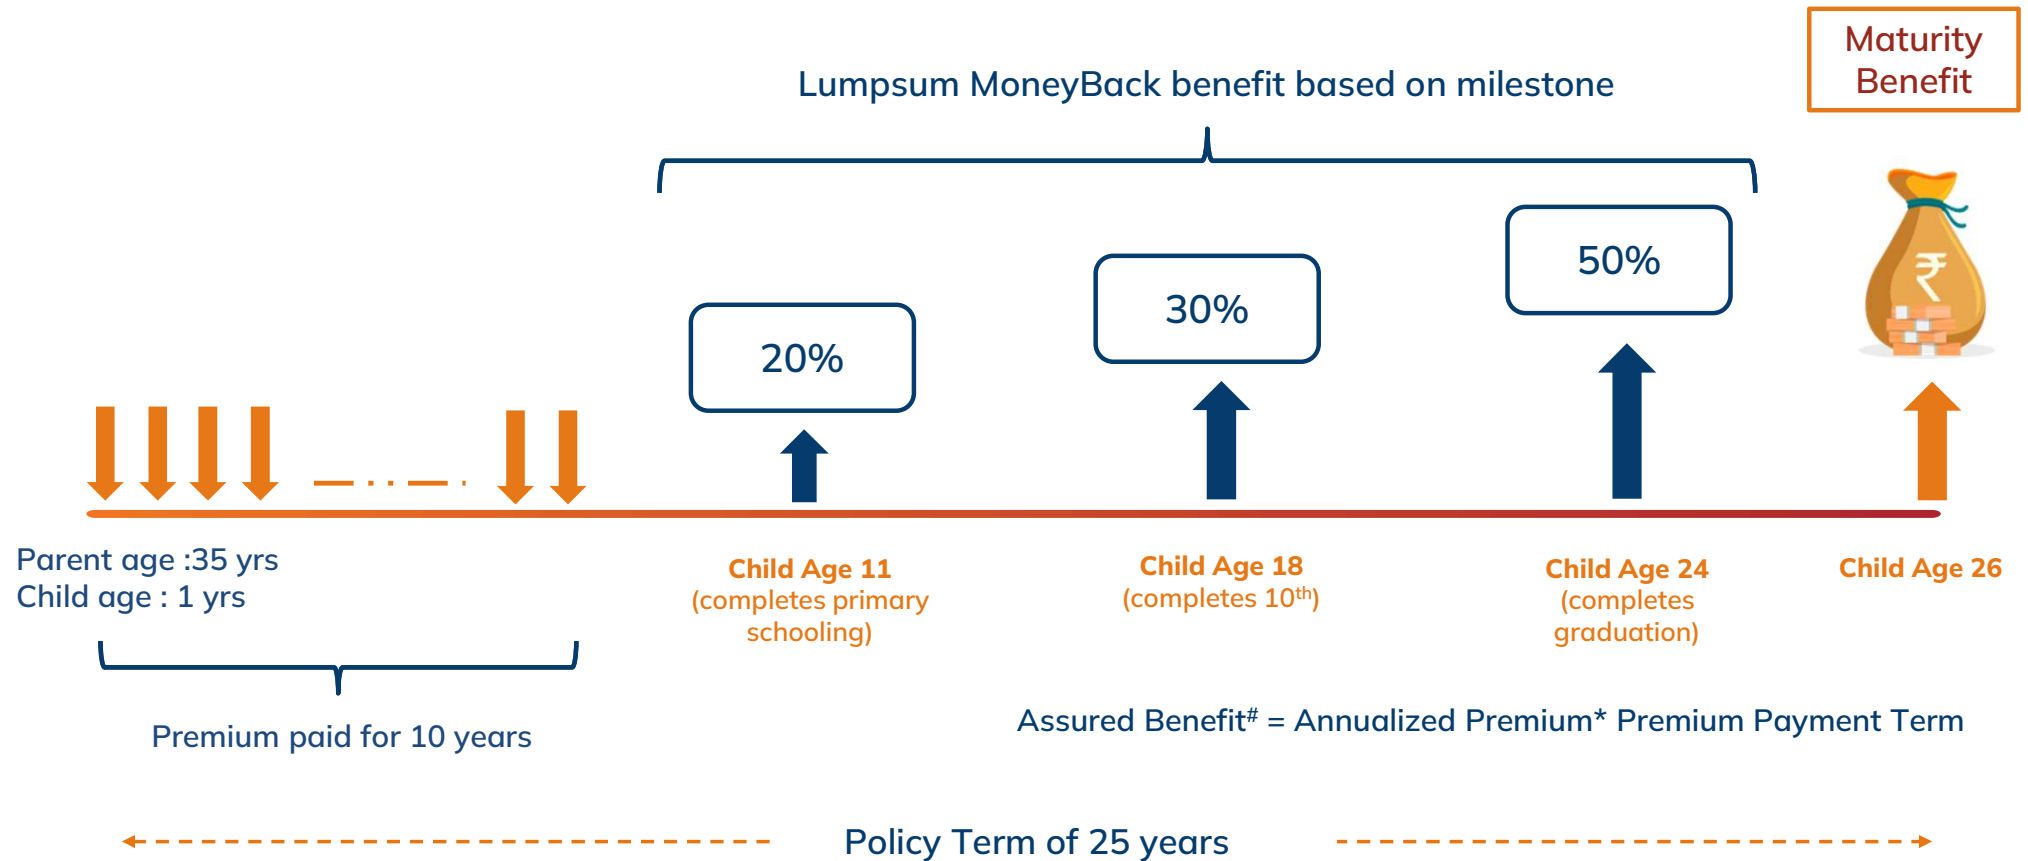 Maturity
Benefit
Lumpsum MoneyBack benefit based on milestone
20%
30%
50%
₹
Parent age :35 yrs
Child age : 1 yrs
Child Age 11
(completes primary
schooling)
Child Age 18
(completes 10th)
Child Age 24
(completes
graduation)
Child Age 26
Premium paid for 10 years
Assured Benefit# = Annualized Premium* Premium Payment Term
Policy Term of 25 years